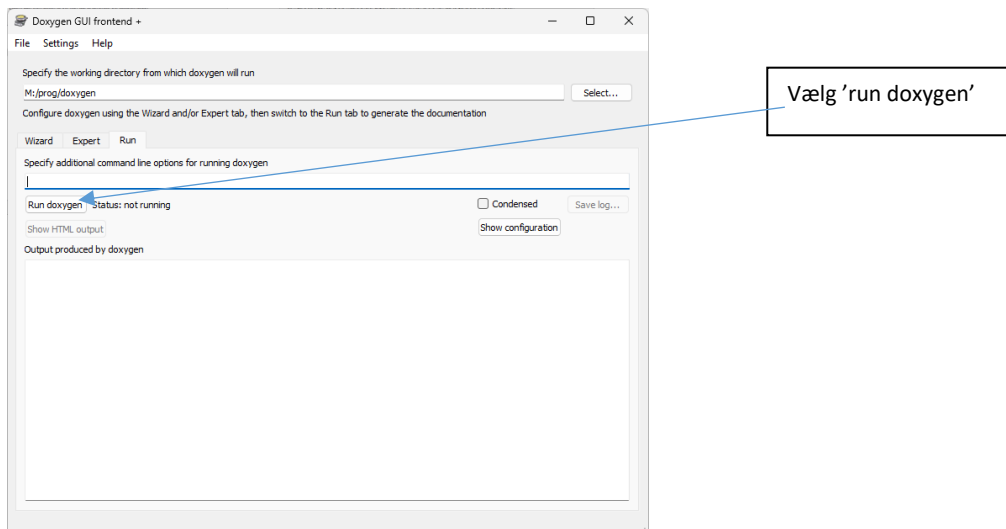 Doxygen GUI frontend +
File Settings Help
Specify the working directory from which doxygen will run
M:/prog/doxygen
Select...
Configure doxygen using the Wizard and/or Expert tab, then switch to the Run tab to generate the documentation
Wizard Expert Run
Specify additional command line options for running doxygen
Run doxygen Status: not running
Condensed Save log...
Show HTML output
Show configuration
Output produced by doxygen
Vælg ’run doxygen’